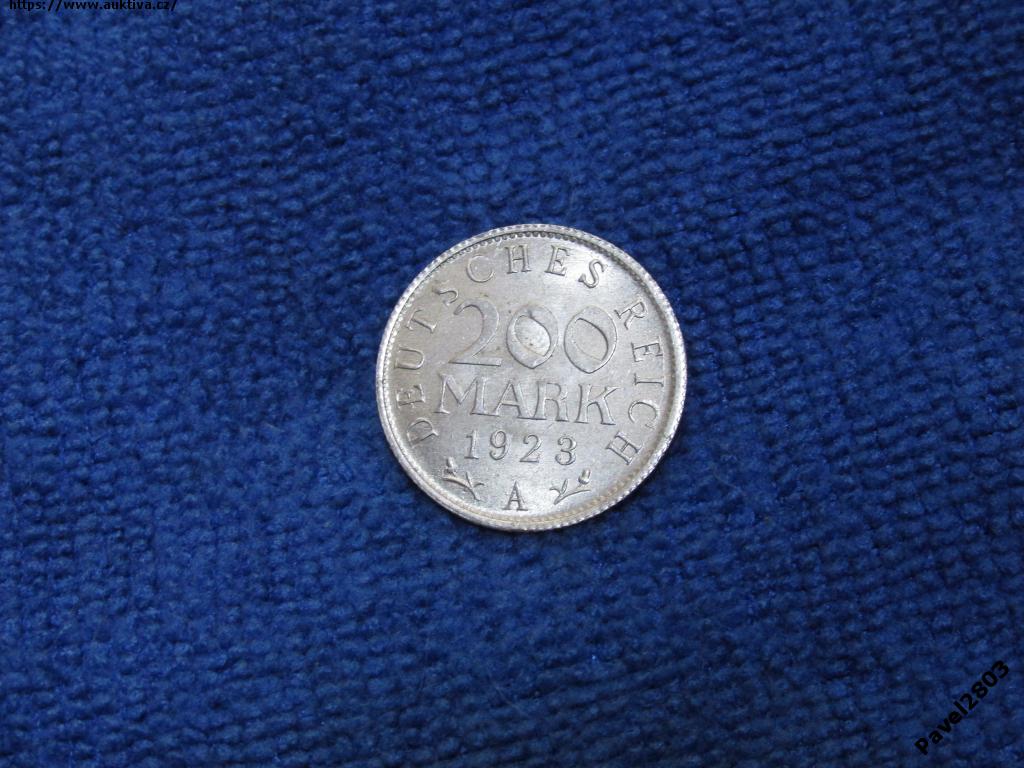 https://www.auktiva.cz/
DEUTSCHES REICH
200
MARK
1923
A
Pavel2803